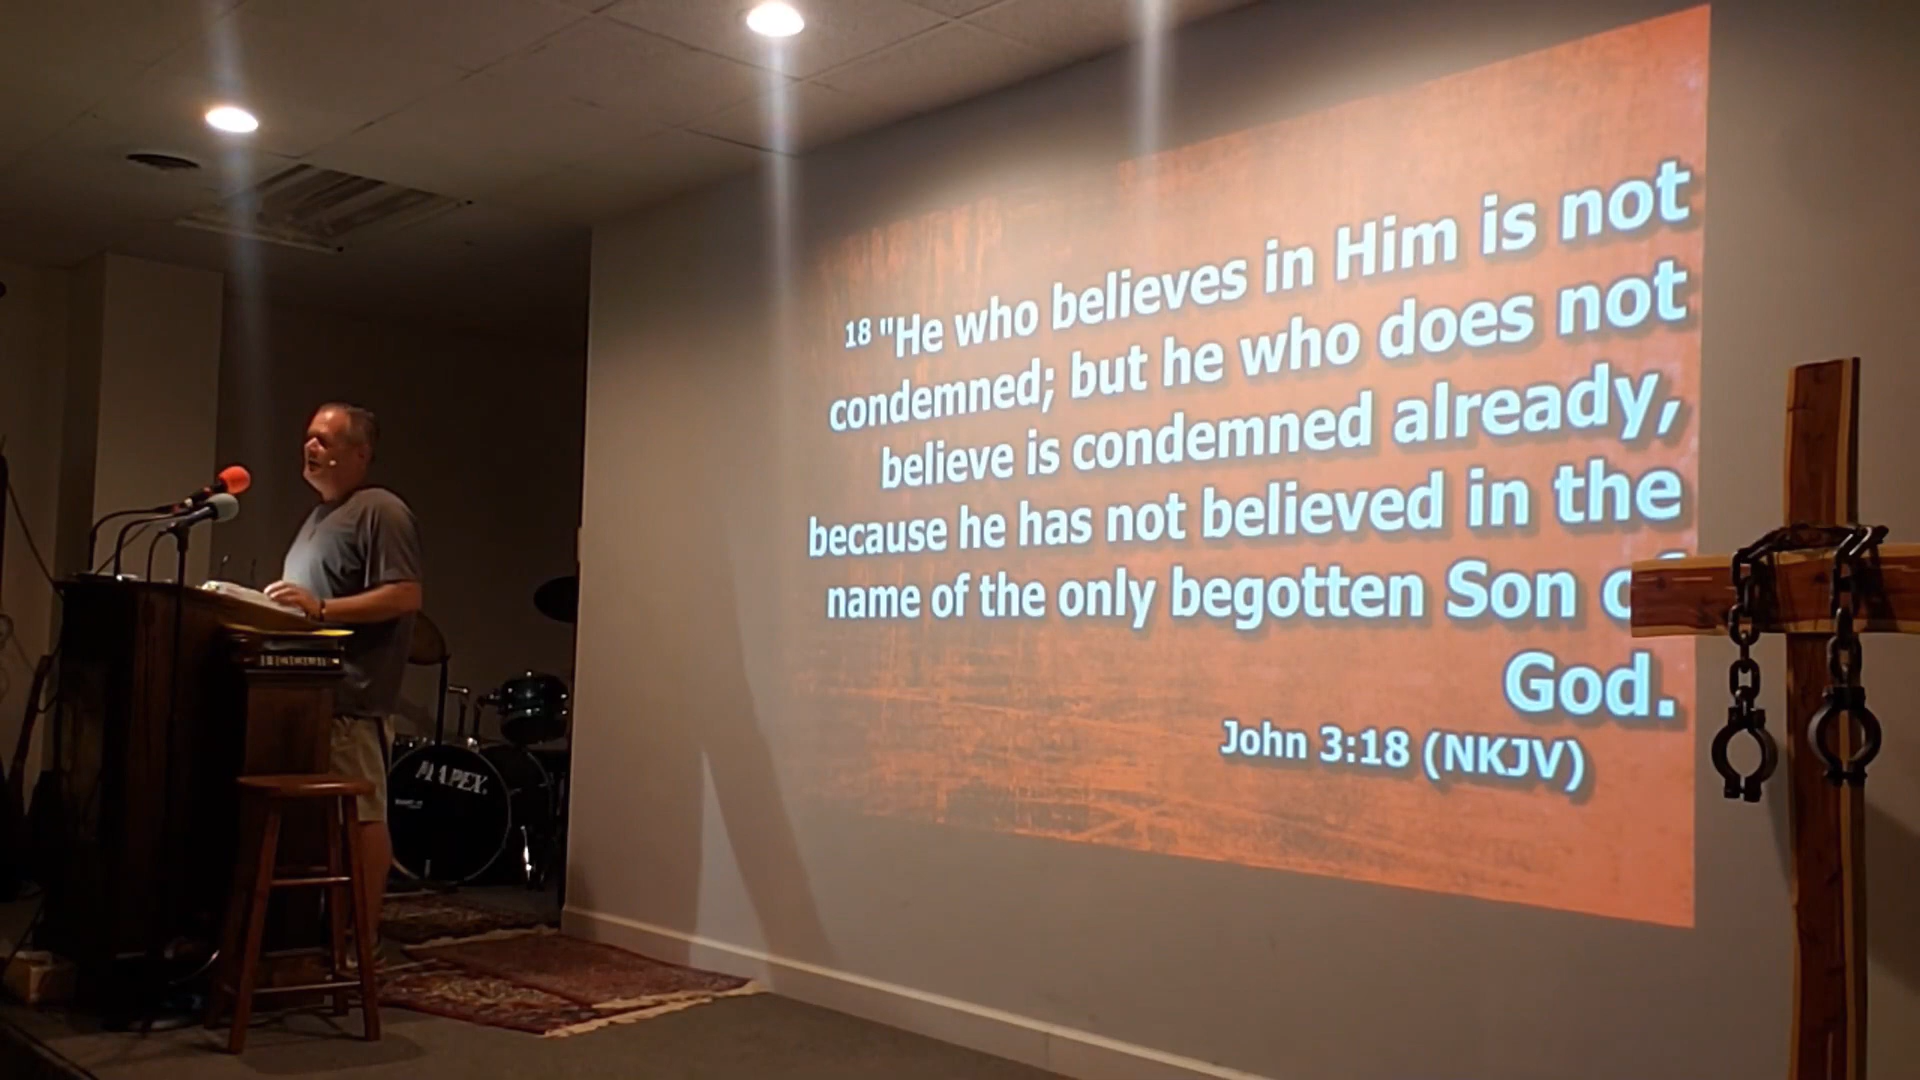 18 "He who believes in Him is not
condemned; but he who does not
believe is condemned already,
because he has not believed in the
name of the only begotten Son
God.
John 3:18 (NKJV)
MAPEX